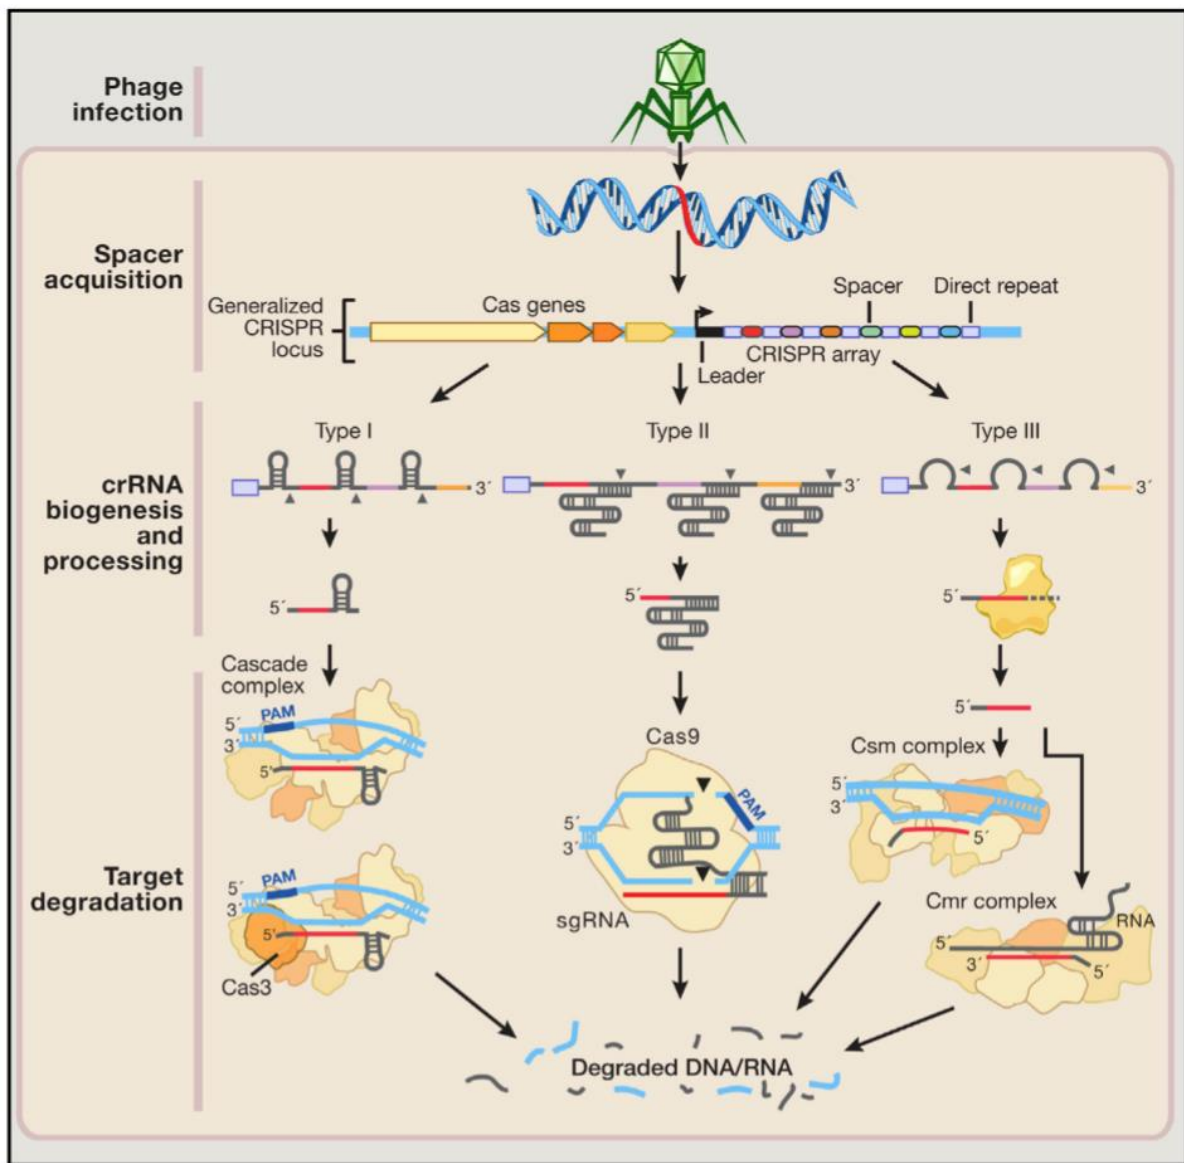 Phage
infection
Spacer
acquisition
Generalized
CRISPR
locus
Cas genes
Spacer
Direct repeat
CRISPR array
Leader
crRNA
biogenesis
and
processing
Type I
Type II
Type III
3´
3´
3´
5´
5´
5´
5´
Target
degradation
Cascade
complex
PAM
5´
3´
5´
PAM
5´
3´
5´
Cas3
Cas9
PAM
5´
3´
sgRNA
Csm complex
5´
3´
5´
Cmr complex
RNA
5´
3´
5´
Degraded DNA/RNA